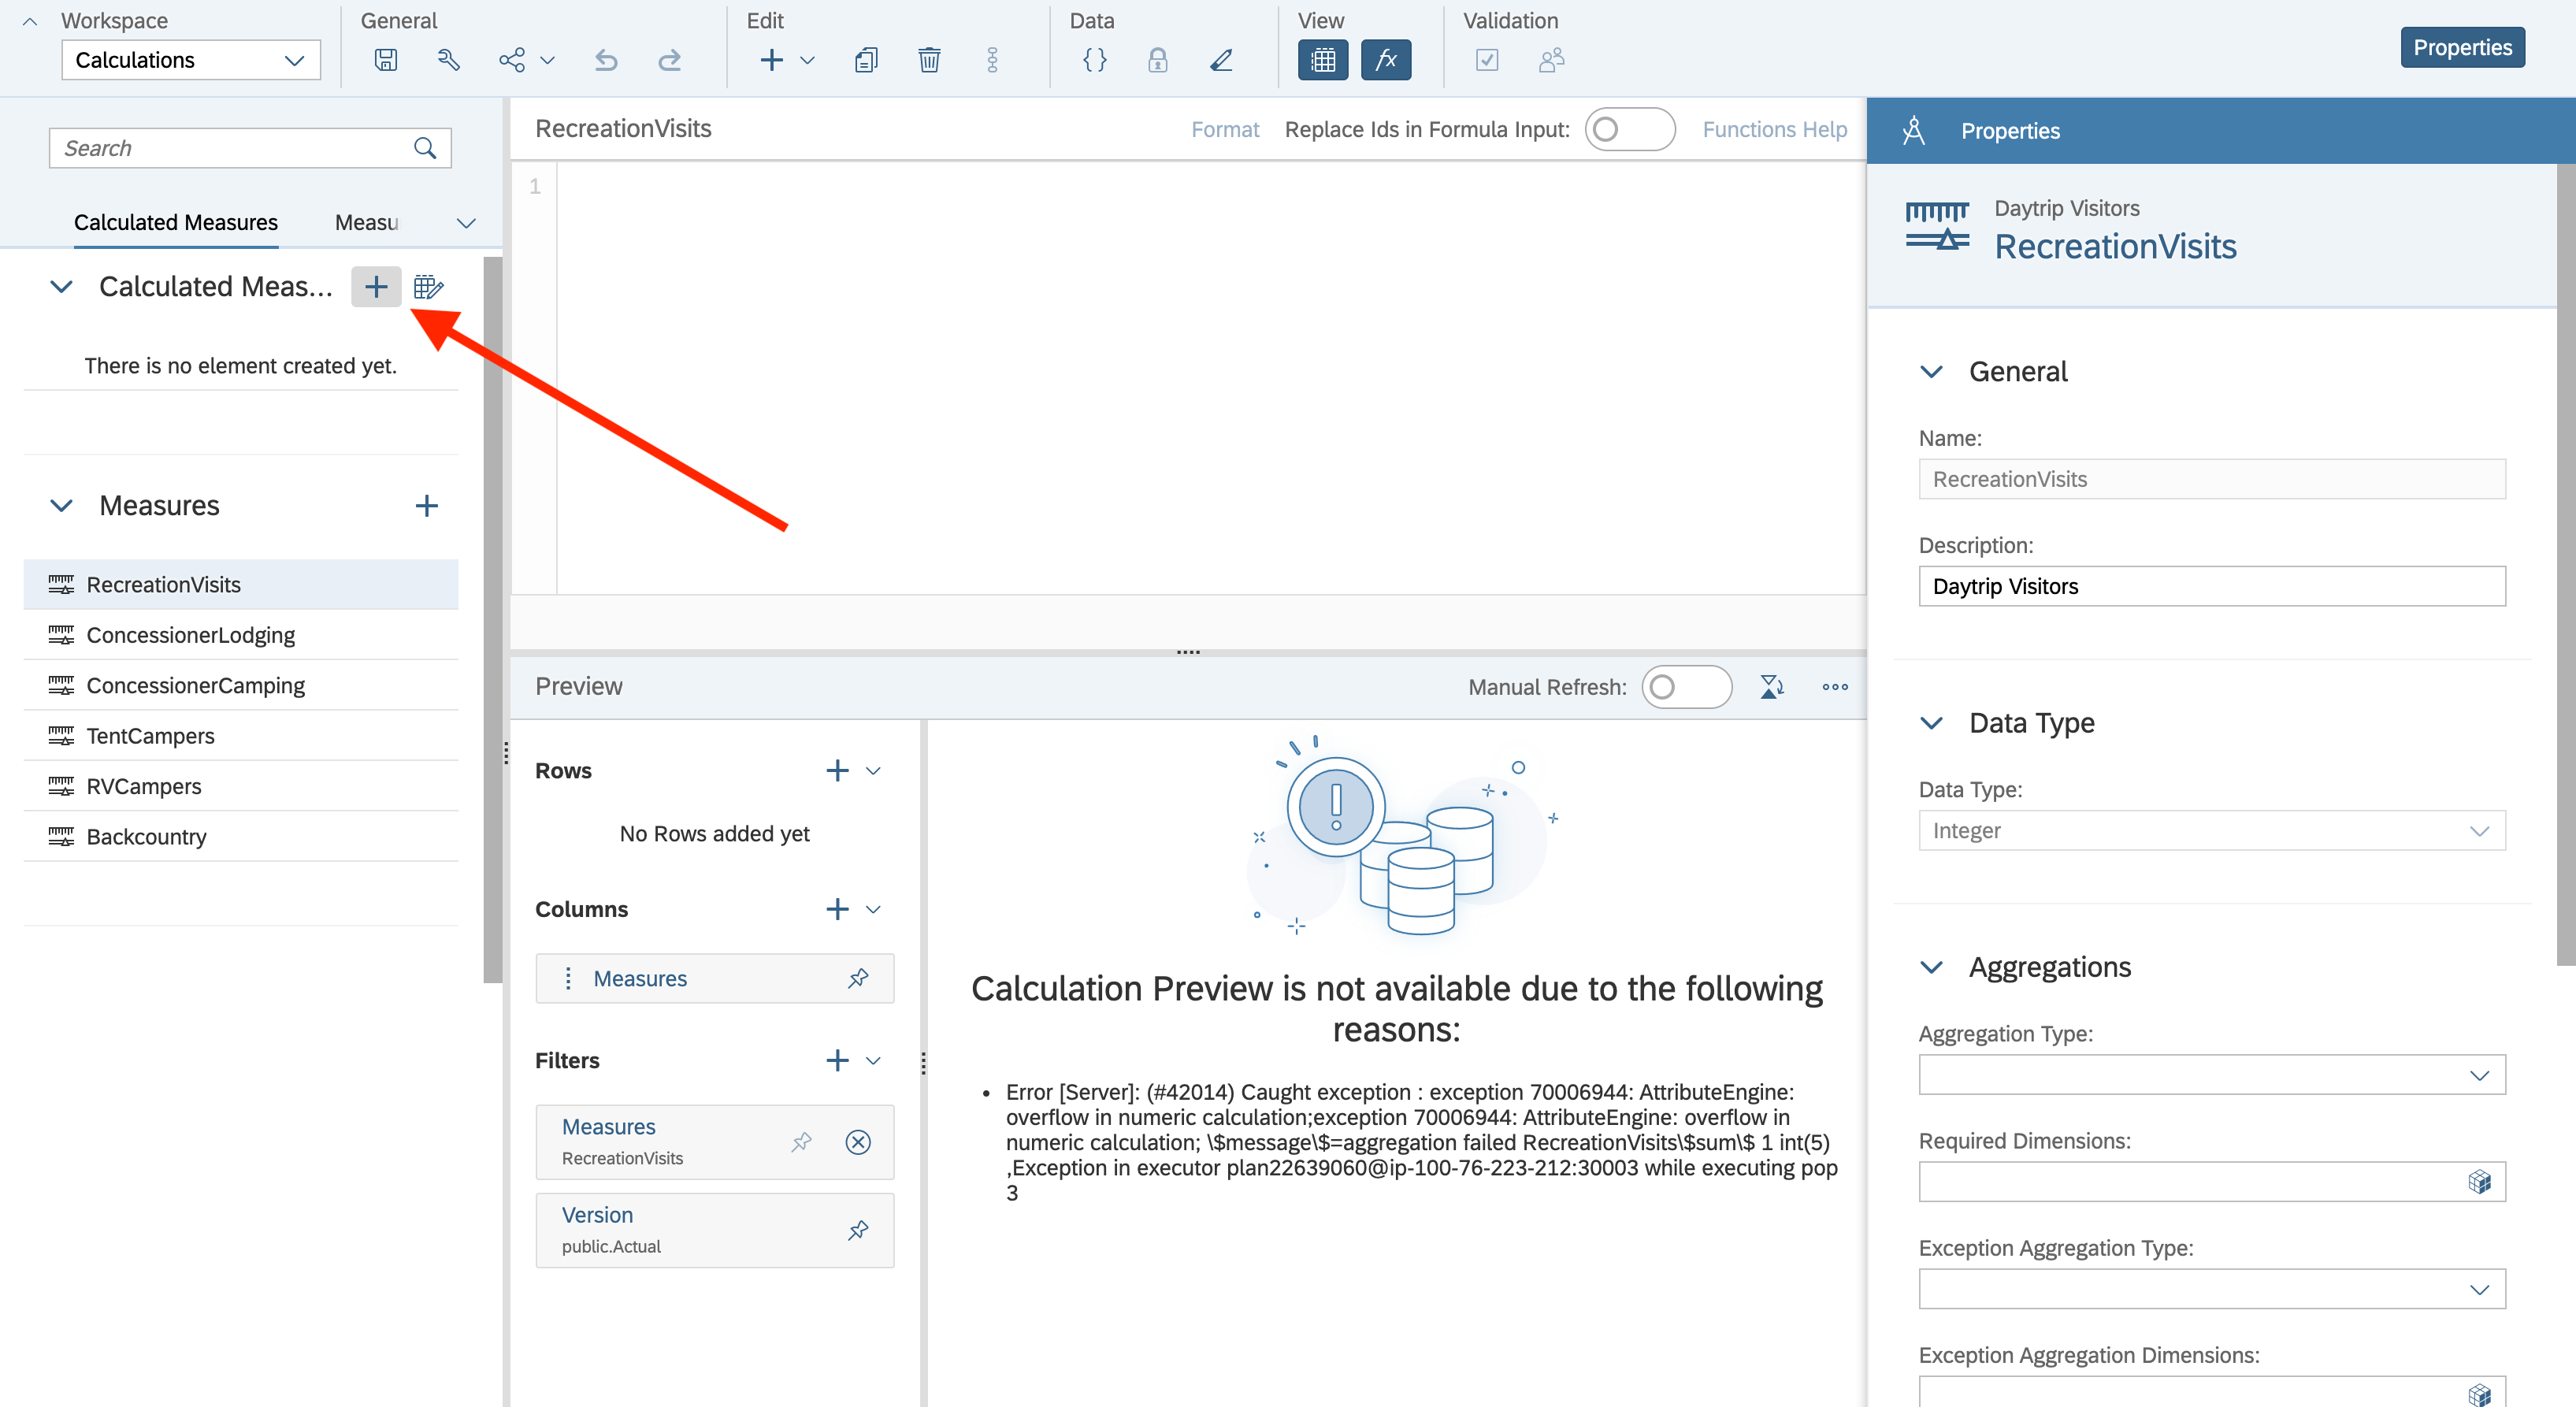 Workspace
General
Edit
Data
View
Validation
Calculations
fx
Properties
Search
Calculated Measures
Measu
Calculated Meas...
There is no element created yet.
Measures
RecreationVisits
ConcessionerLodging
ConcessionerCamping
TentCampers
RVCampers
Backcountry
RecreationVisits
Format
Replace Ids in Formula Input:
Functions Help
1
Preview
Manual Refresh:
Rows
No Rows added yet
Columns
Measures
Filters
Measures
RecreationVisits
Version
public.Actual
Calculation Preview is not available due to the following
reasons:
• Error [Server]: (#42014) Caught exception : exception 70006944: AttributeEngine:
overflow in numeric calculation;exception 70006944: AttributeEngine: overflow in
numeric calculation; \$message\$=aggregation failed RecreationVisits\$sum\$ 1 int(5)
,Exception in executor plan22639060@ip-100-76-223-212:30003 while executing pop
3
Properties
Daytrip Visitors
RecreationVisits
General
Name:
RecreationVisits
Description:
Daytrip Visitors
Data Type
Data Type:
Integer
Aggregations
Aggregation Type:
Required Dimensions:
Exception Aggregation Type:
Exception Aggregation Dimensions: